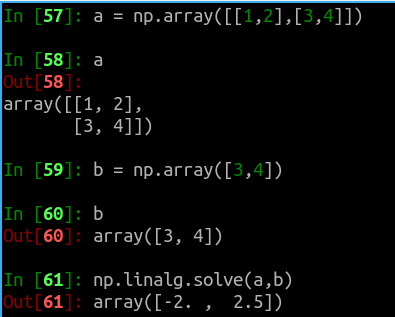 In [57]: a = np.array([[1,2],[3,4]])
In [58]: a
Out[58]:
array([[1, 2],
       [3, 4]])
In [59]: b = np.array([3,4])
In [60]: b
Out[60]: array([3, 4])
In [61]: np.linalg.solve(a,b)
Out[61]: array([-2. ,  2.5])